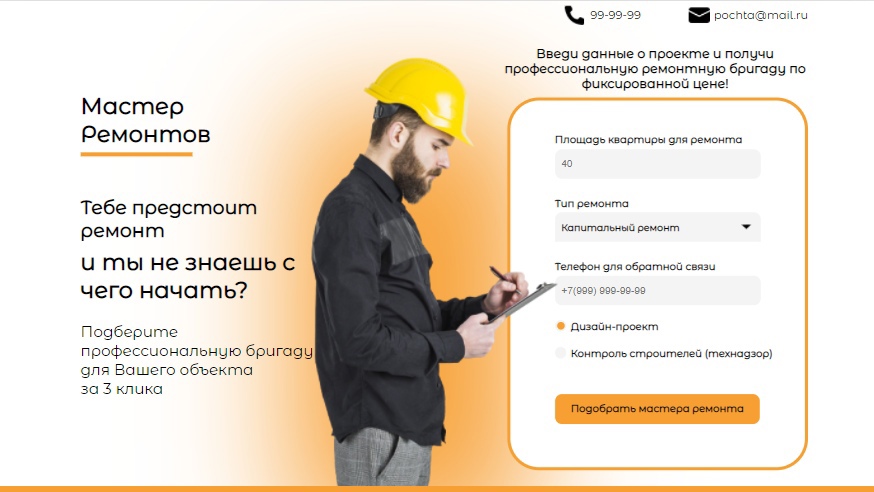 99-99-99
pochta@mail.ru
Мастер
Ремонтов
Тебе предстоит
ремонт
и ты не знаешь с
чего начать?
Подберите
профессиональную бригаду
для Вашего объекта
за 3 клика
Введи данные о проекте и получи
профессиональную ремонтную бригаду по
фиксированной цене!
Площадь квартиры для ремонта
40
Тип ремонта
Капитальный ремонт
Телефон для обратной связи
+7(999) 999-99-99
Дизайн-проект
Контроль строителей (технадзор)
Подобрать мастера ремонта